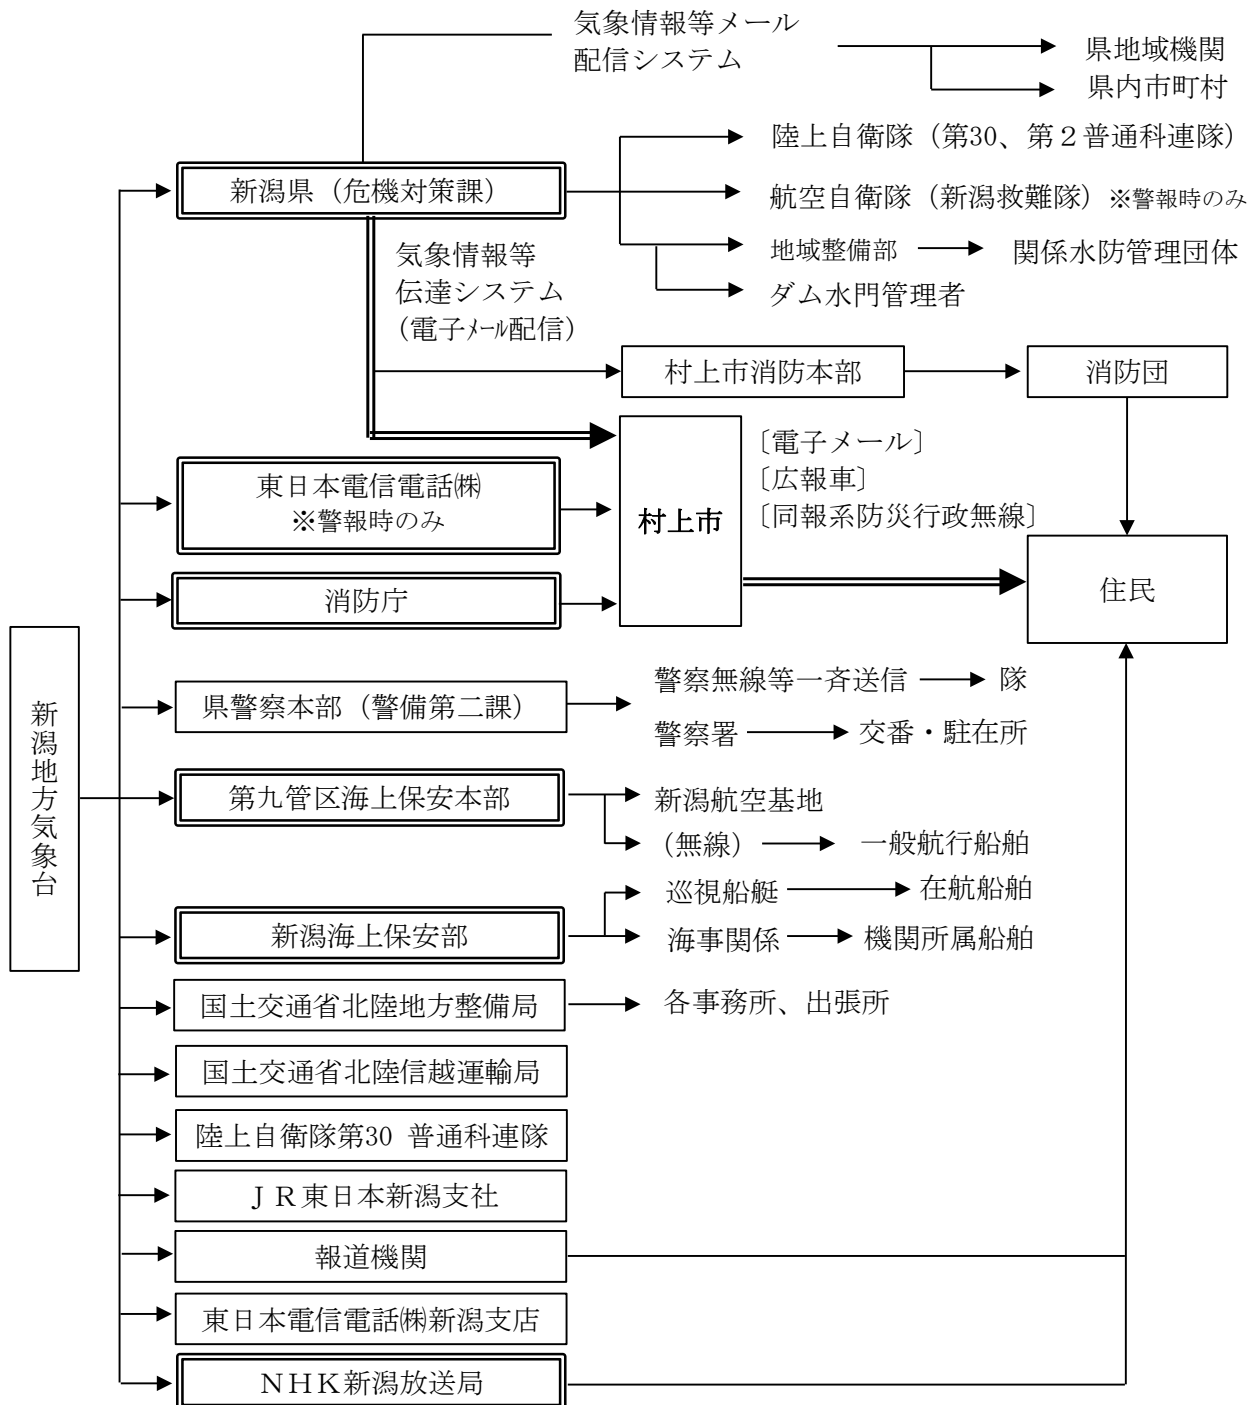 気象情報等メール
配信システム
県地域機関
県内市町村
陸上自衛隊（第30、第２普通科連隊）
新潟県（危機対策課）
航空自衛隊（新潟救難隊）※警報時のみ
地域整備部
関係水防管理団体
ダム水門管理者
気象情報等
伝達システム
（電子ﾒｰﾙ配信）
村上市消防本部
消防団
〔電子メール〕
〔広報車〕
〔同報系防災行政無線〕
東日本電信電話㈱
※警報時のみ
村上市
消防庁
住民
新潟地方気象台
県警察本部（警備第二課）
警察無線等一斉送信
隊
警察署
交番・駐在所
第九管区海上保安本部
新潟航空基地
（無線）
一般航行船舶
新潟海上保安部
巡視船艇
在航船舶
海事関係
機関所属船舶
国土交通省北陸地方整備局
各事務所、出張所
国土交通省北陸信越運輸局
陸上自衛隊第30 普通科連隊
ＪＲ東日本新潟支社
報道機関
東日本電信電話㈱新潟支店
ＮＨＫ新潟放送局